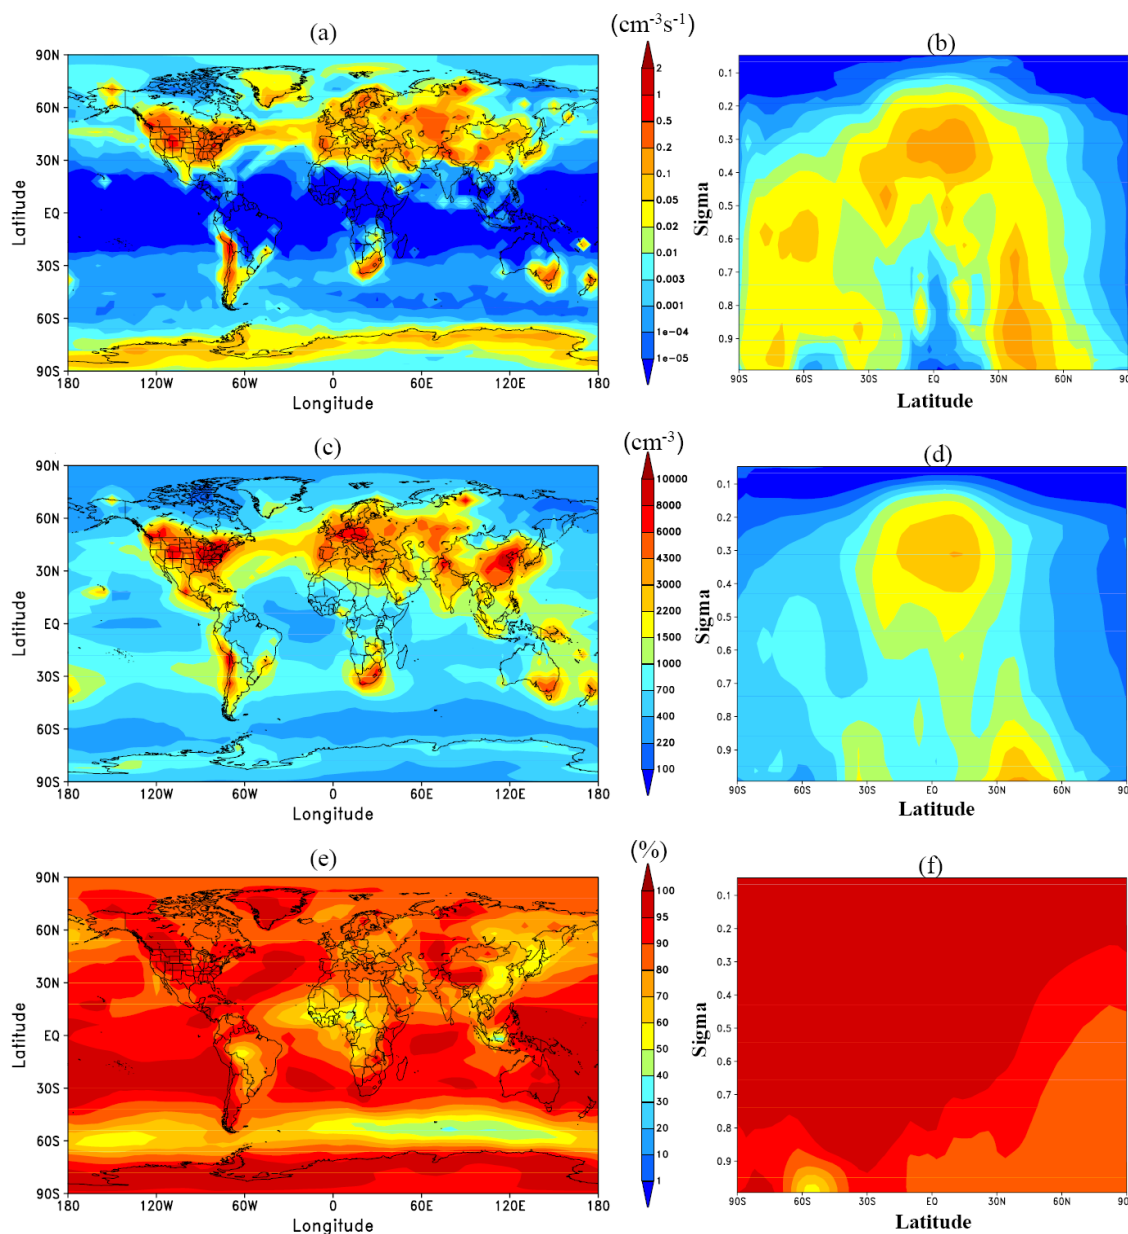 (a)
(cm⁻³s⁻¹)
90N
60N
30N
EQ
30S
60S
90S
Latitude
180 120W 60W 0 60E 120E 180
Longitude
2
1
0.5
0.2
0.1
0.05
0.02
0.01
0.003
0.001
1e-04
1e-05
(b)
0.1
0.2
0.3
0.4
0.5
0.6
0.7
0.8
0.9
Sigma
90S 60S 30S EQ 30N 60N 90
Latitude
(c)
(cm⁻³)
90N
60N
30N
EQ
30S
60S
90S
Latitude
180 120W 60W 0 60E 120E 180
Longitude
10000
8000
6000
4300
3000
2200
1500
1000
700
400
220
100
(d)
0.1
0.2
0.3
0.4
0.5
0.6
0.7
0.8
0.9
Sigma
90S 60S 30S EQ 30N 60N 90
Latitude
(e)
(%)
90N
60N
30N
EQ
30S
60S
90S
Latitude
180 120W 60W 0 60E 120E 180
Longitude
100
95
90
80
70
60
50
40
30
20
10
1
(f)
0.1
0.2
0.3
0.4
0.5
0.6
0.7
0.8
0.9
Sigma
90S 60S 30S EQ 30N 60N 90
Latitude